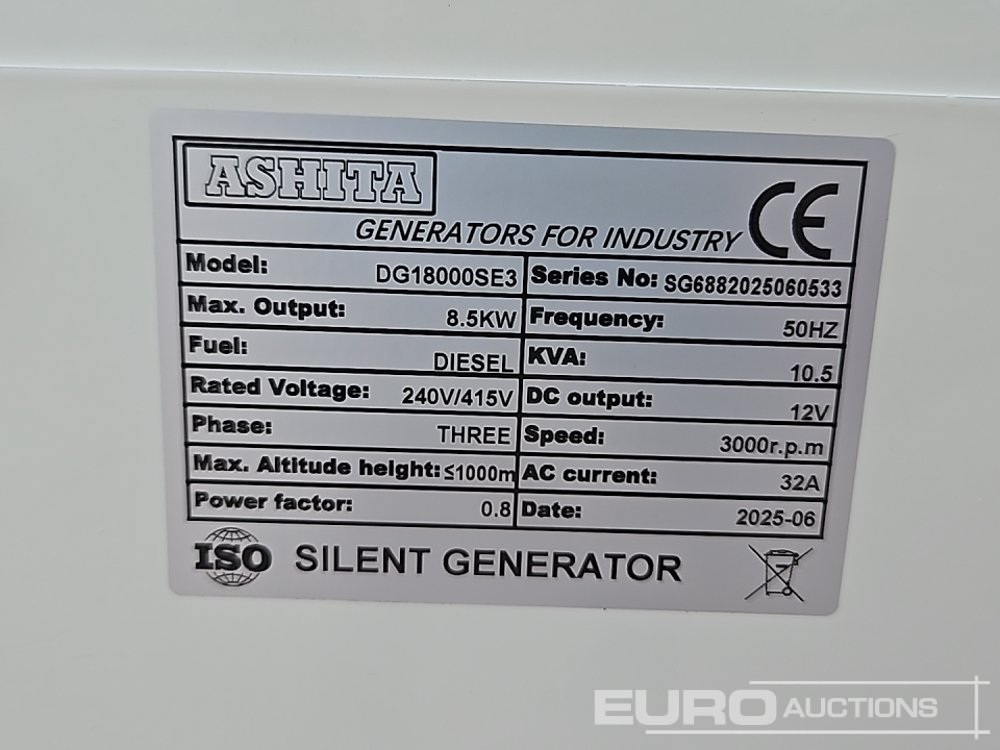 ASHITA
GENERATORS FOR INDUSTRY CE
Model: DG18000SE3 Series No: SG6882025060533
Max. Output: 8.5KW Frequency: 50HZ
Fuel: DIESEL KVA: 10.5
Rated Voltage: 240V/415V DC output: 12V
Phase: THREE Speed: 3000r.p.m
Max. Altitude height: ≤1000m AC current: 32A
Power factor: 0.8 Date: 2025-06
ISO SILENT GENERATOR
EURO AUCTIONS